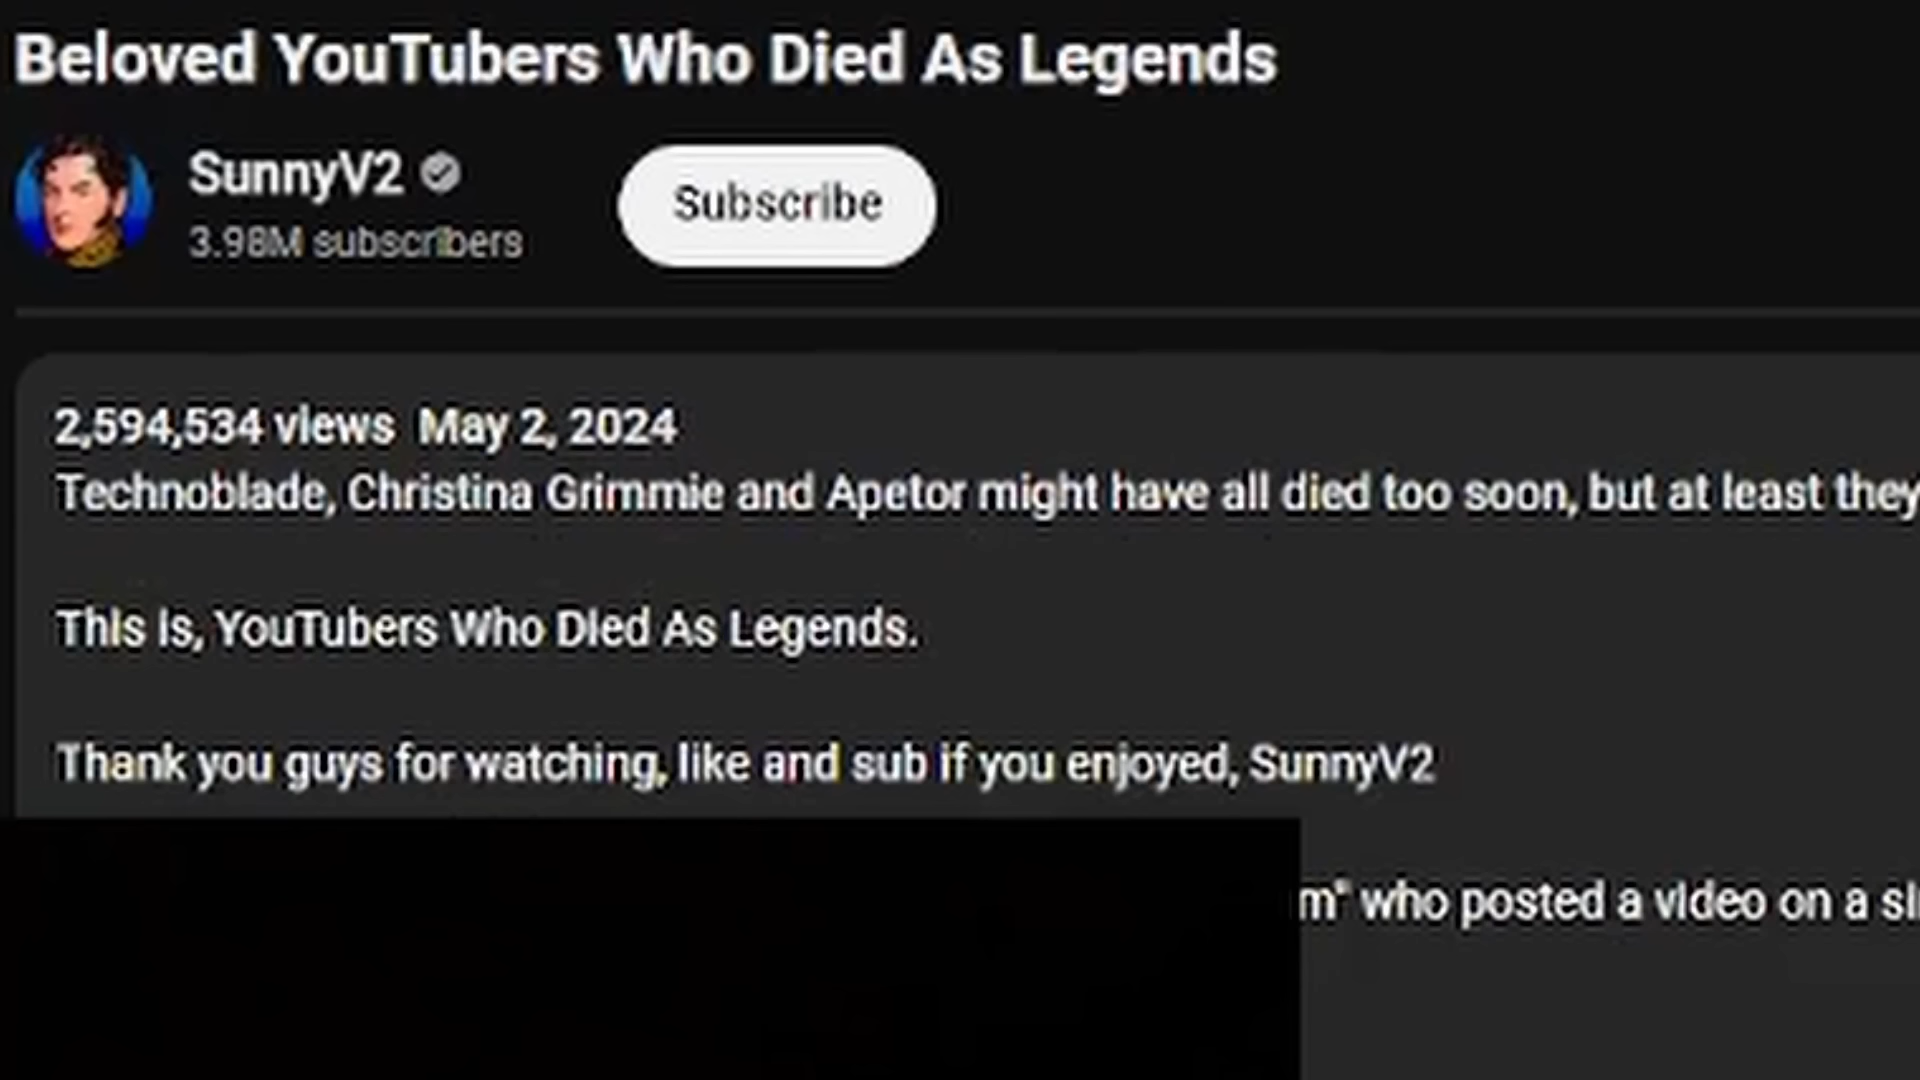 Beloved YouTubers Who Died As Legends
SunnyV2
3.98M subscribers
Subscribe
2,594,534 views May 2, 2024
Technoblade, Christina Grimmie and Apetor might have all died too soon, but at least they
This is, YouTubers Who Died As Legends.
Thank you guys for watching, like and sub if you enjoyed, SunnyV2
m" who posted a video on a